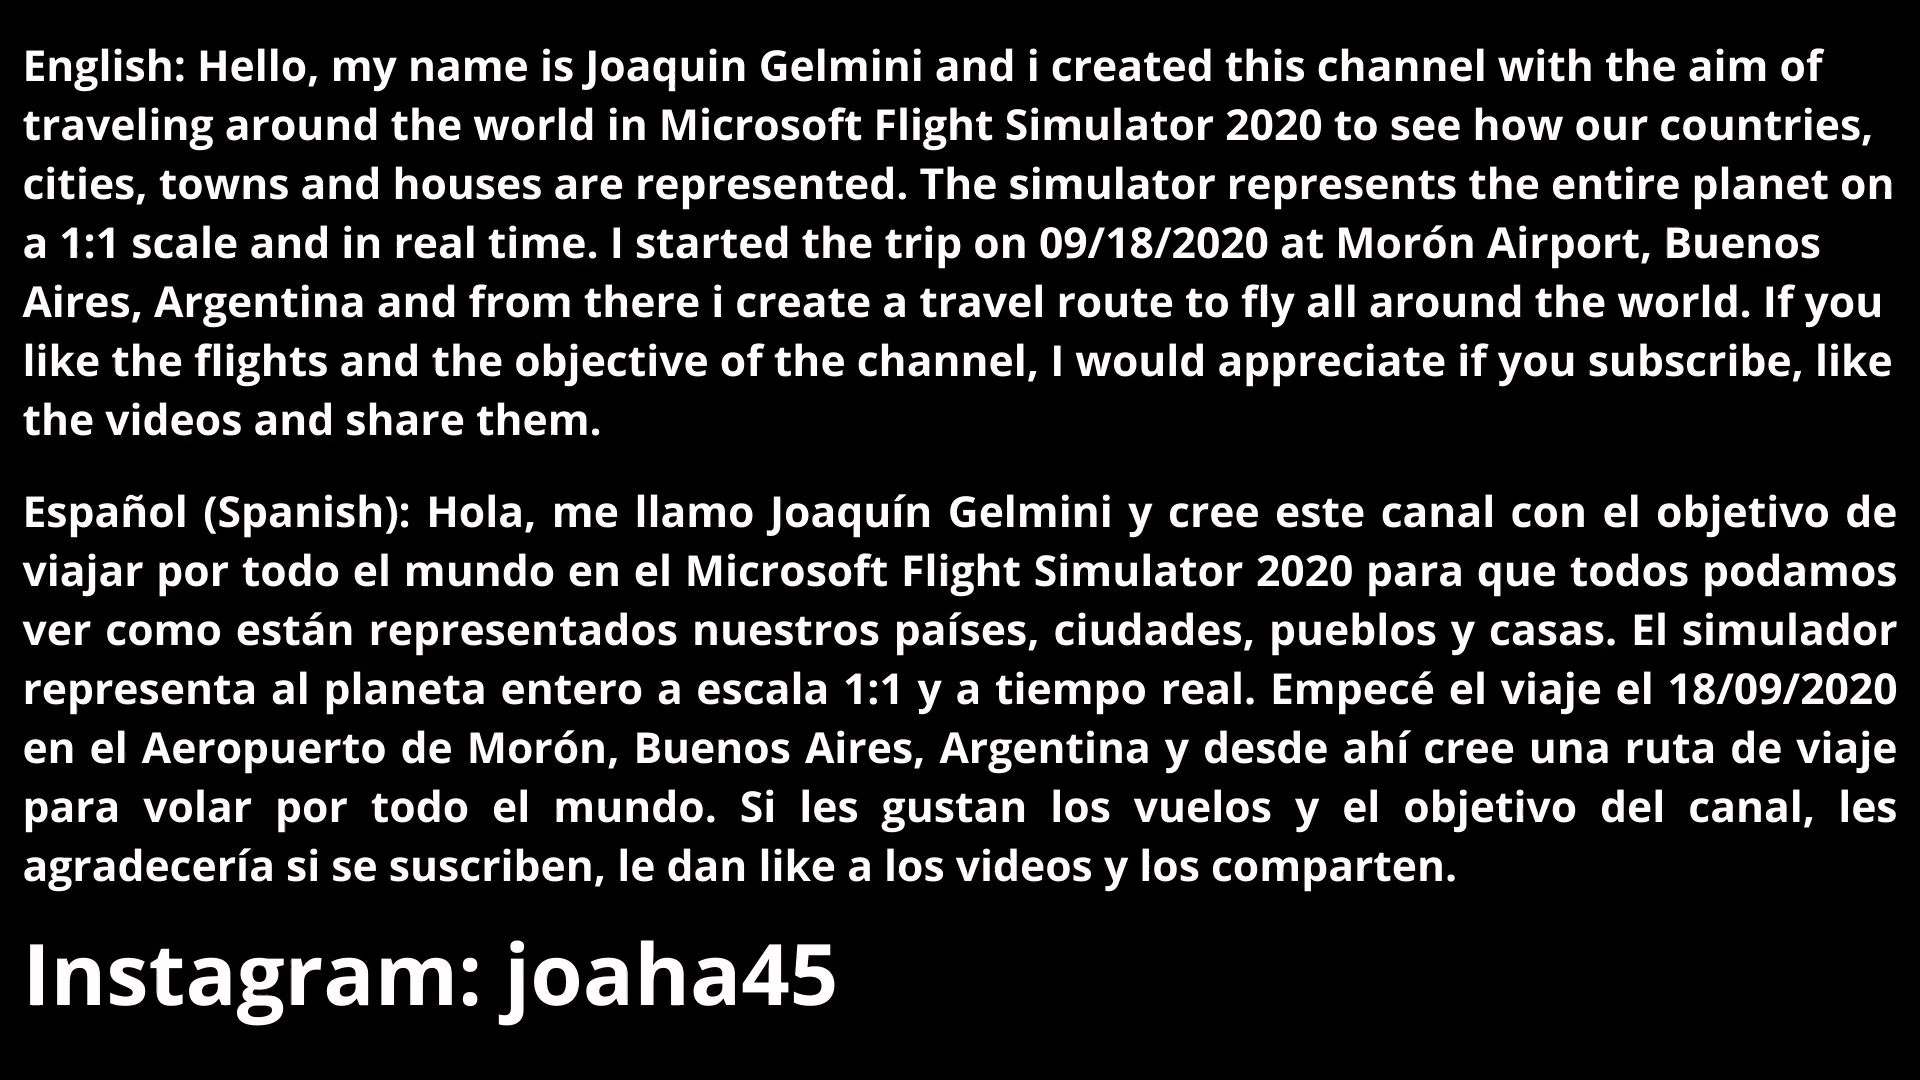 English: Hello, my name is Joaquin Gelmini and i created this channel with the aim of
traveling around the world in Microsoft Flight Simulator 2020 to see how our countries,
cities, towns and houses are represented. The simulator represents the entire planet on
a 1:1 scale and in real time. I started the trip on 09/18/2020 at Morón Airport, Buenos
Aires, Argentina and from there i create a travel route to fly all around the world. If you
like the flights and the objective of the channel, I would appreciate if you subscribe, like
the videos and share them.
Español (Spanish): Hola, me llamo Joaquín Gelmini y cree este canal con el objetivo de
viajar por todo el mundo en el Microsoft Flight Simulator 2020 para que todos podamos
ver como están representados nuestros países, ciudades, pueblos y casas. El simulador
representa al planeta entero a escala 1:1 y a tiempo real. Empecé el viaje el 18/09/2020
en el Aeropuerto de Morón, Buenos Aires, Argentina y desde ahí cree una ruta de viaje
para volar por todo el mundo. Si les gustan los vuelos y el objetivo del canal, les
agradecería si se suscriben, le dan like a los videos y los comparten.
Instagram: joaha45